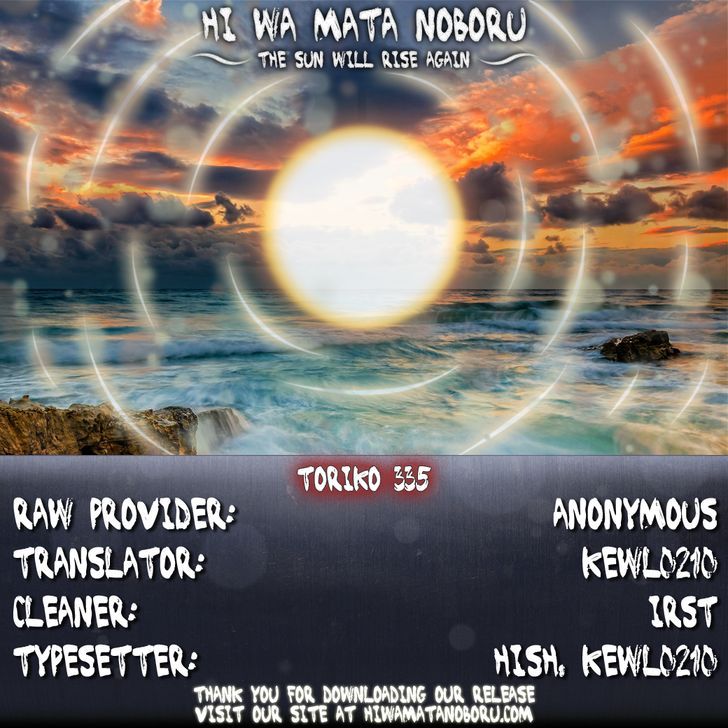 HI WA MATA NOBORU
THE SUN WILL RISE AGAIN
TORIKO 335
RAW PROVIDER: ANONYMOUS
TRANSLATOR: KEWL0210
CLEANER: IRST
TYPESETTER: HISH, KEWL0210
THANK YOU FOR DOWNLOADING OUR RELEASE
VISIT OUR SITE AT HIWAMATANOBORU.COM